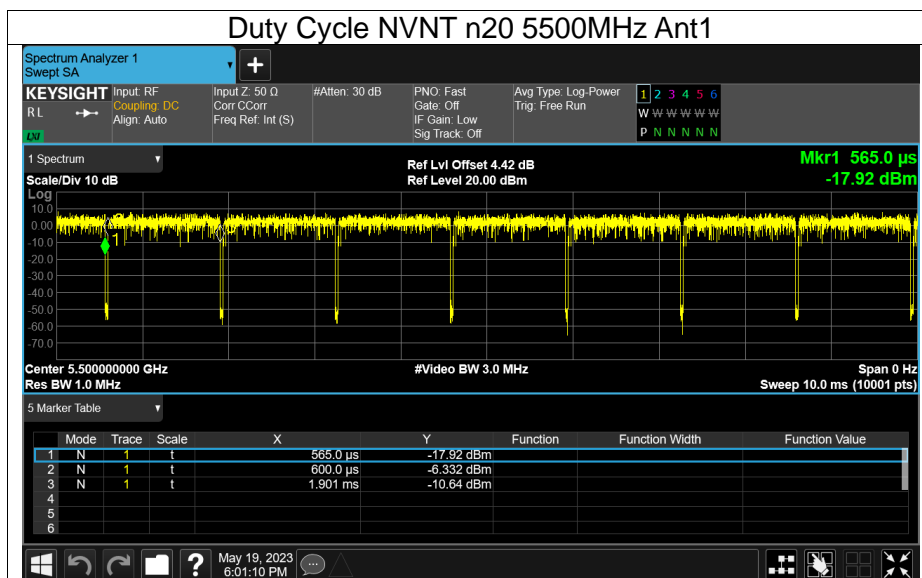 Duty Cycle NVNT n20 5500MHz Ant1
Spectrum Analyzer 1
Swept SA
+
KEYSIGHT Input: RF Input Z: 50 Ω #Atten: 30 dB PNO: Fast Avg Type: Log-Power 1 2 3 4 5 6
R L Coupling: DC Corr CCorr Gate: Off Trig: Free Run W W W W W W
Align: Auto Freq Ref: Int (S) IF Gain: Low
LXI Sig Track: Off P N N N N N
1 Spectrum Ref Lvl Offset 4.42 dB Mkr1 565.0 µs
Scale/Div 10 dB Ref Level 20.00 dBm -17.92 dBm
Log
10.0
0.00
-10.0 1
-20.0
-30.0
-40.0
-50.0
-60.0
-70.0
Center 5.500000000 GHz #Video BW 3.0 MHz Span 0 Hz
Res BW 1.0 MHz Sweep 10.0 ms (10001 pts)
5 Marker Table
Mode Trace Scale X Y Function Function Width Function Value
1 N 1 t 565.0 µs -17.92 dBm
2 N 1 t 600.0 µs -6.332 dBm
3 N 1 t 1.901 ms -10.64 dBm
4
5
6
? May 19, 2023
6:01:10 PM